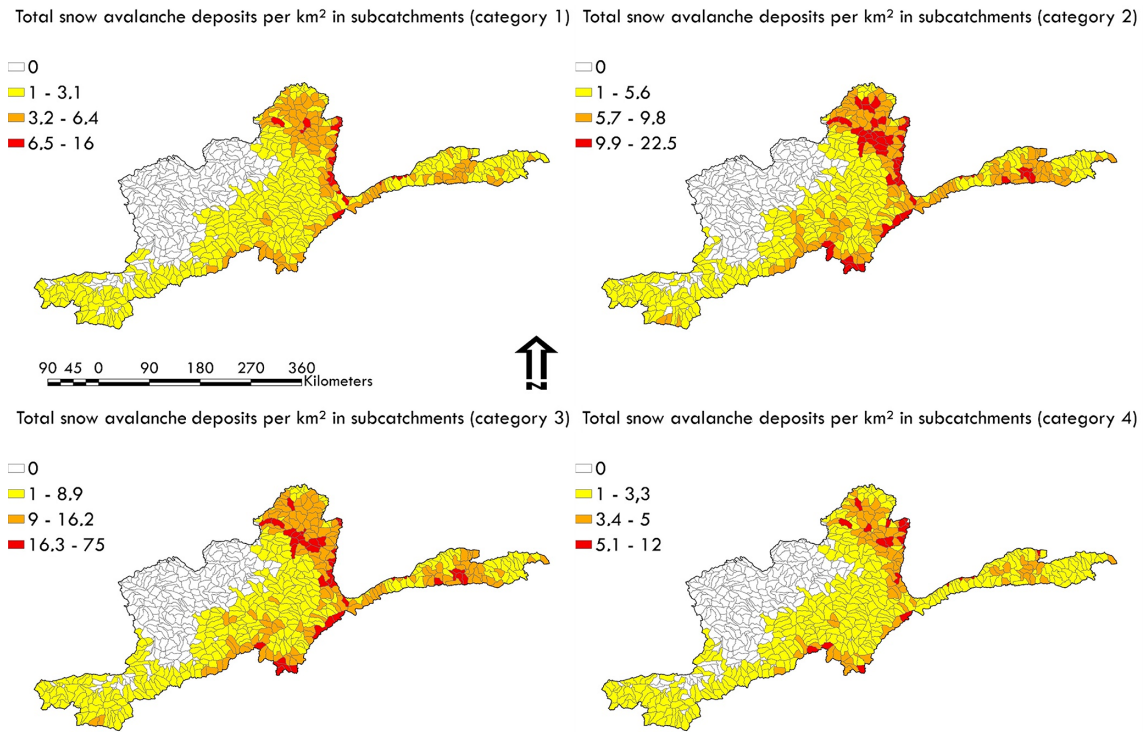 Total snow avalanche deposits per km² in subcatchments (category 1)
0
1 - 3.1
3.2 - 6.4
6.5 - 16
Total snow avalanche deposits per km² in subcatchments (category 2)
0
1 - 5.6
5.7 - 9.8
9.9 - 22.5
90 45 0 90 180 270 360
Kilometers
N
Total snow avalanche deposits per km² in subcatchments (category 3)
0
1 - 8.9
9 - 16.2
16.3 - 75
Total snow avalanche deposits per km² in subcatchments (category 4)
0
1 - 3,3
3.4 - 5
5.1 - 12